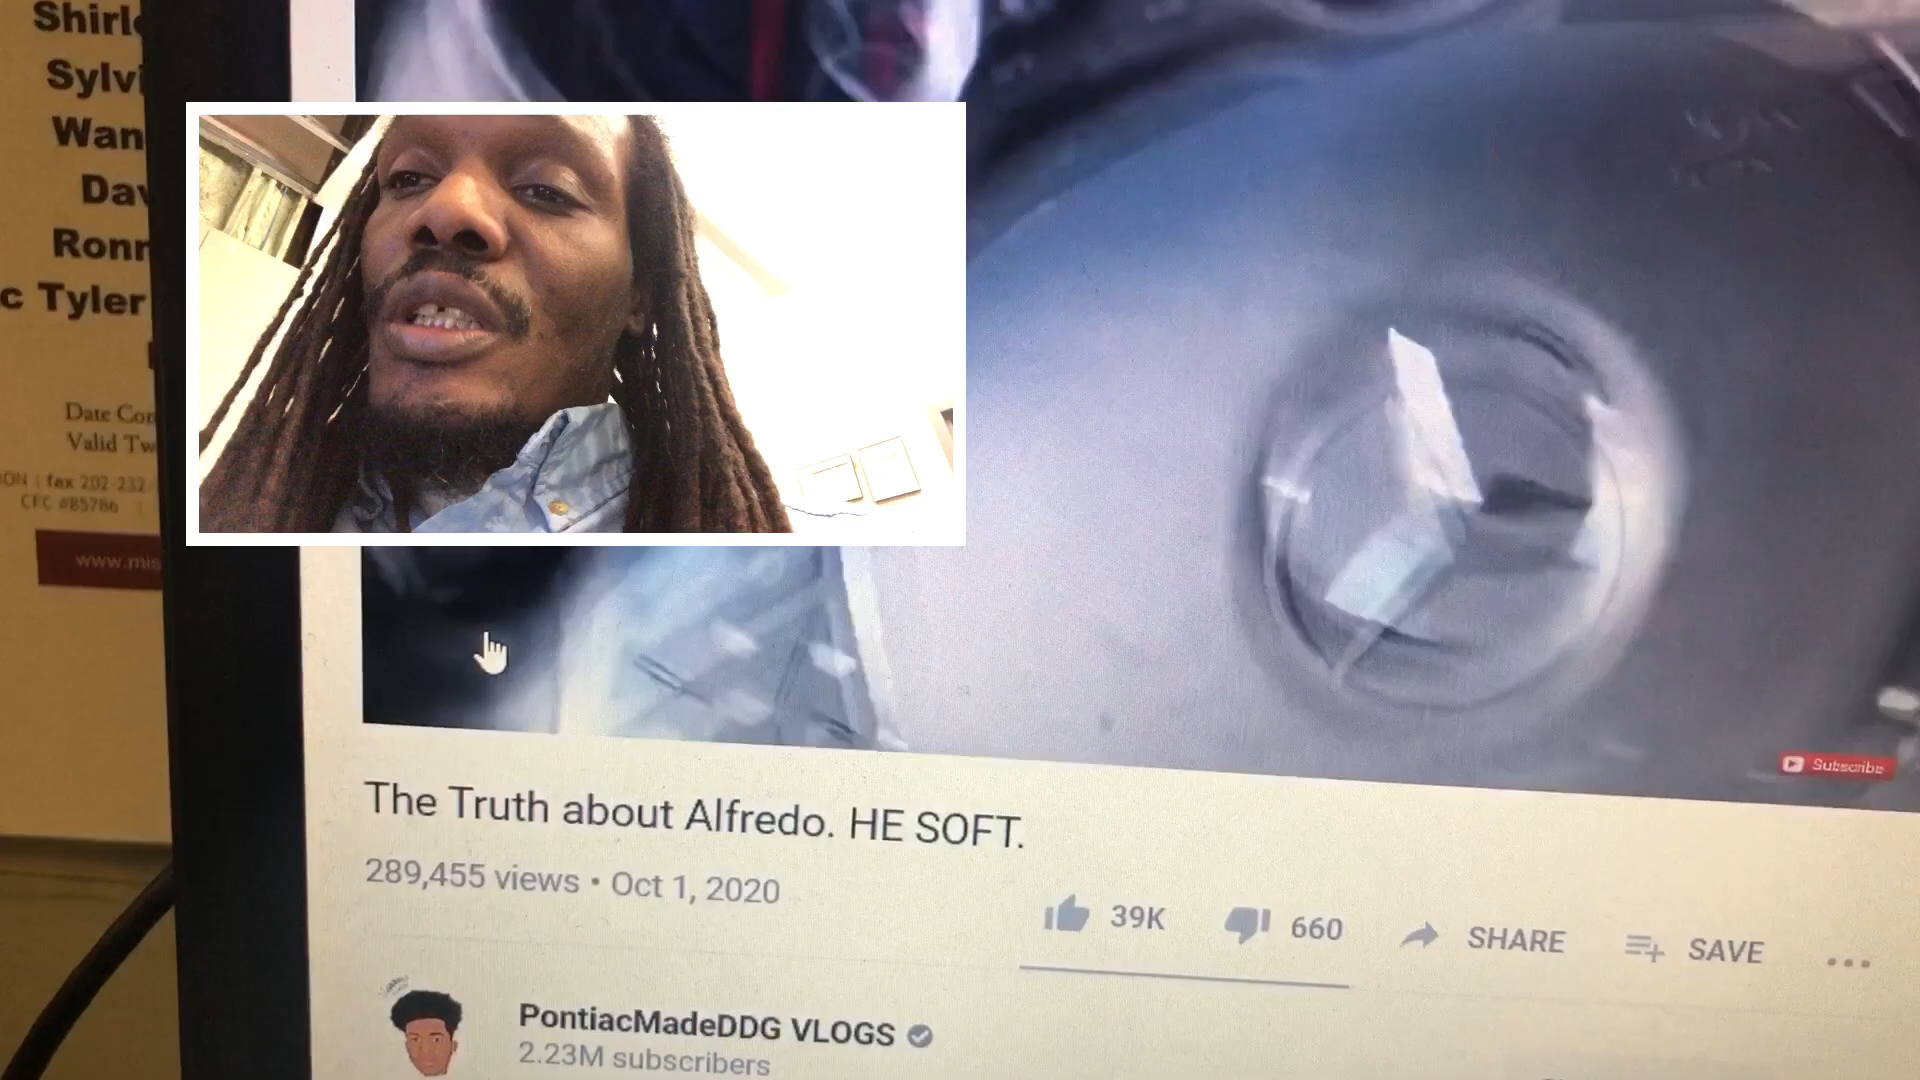 Shirl
Sylvi
Wan
Dav
Ronn
c Tyler
Date Con
Valid Tw
ON | fax 202-232
CFC #85786 |
www.mis
Subscribe
The Truth about Alfredo. HE SOFT.
289,455 views • Oct 1, 2020
39K
660
SHARE
SAVE
PontiacMadeDDG VLOGS
2.23M subscribers